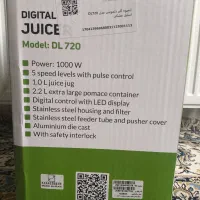 DIGITAL
JUICE
Model: DL 720
• Power: 1000 W
• 5 speed levels with pulse control
• 1.0 L juice jug
• 2.2 L extra large pomace container
• Digital control with LED display
• Stainless steel housing and filter
• Stainless steel feeder tube and pusher cover
• Aluminium die cast
• With safety interlock